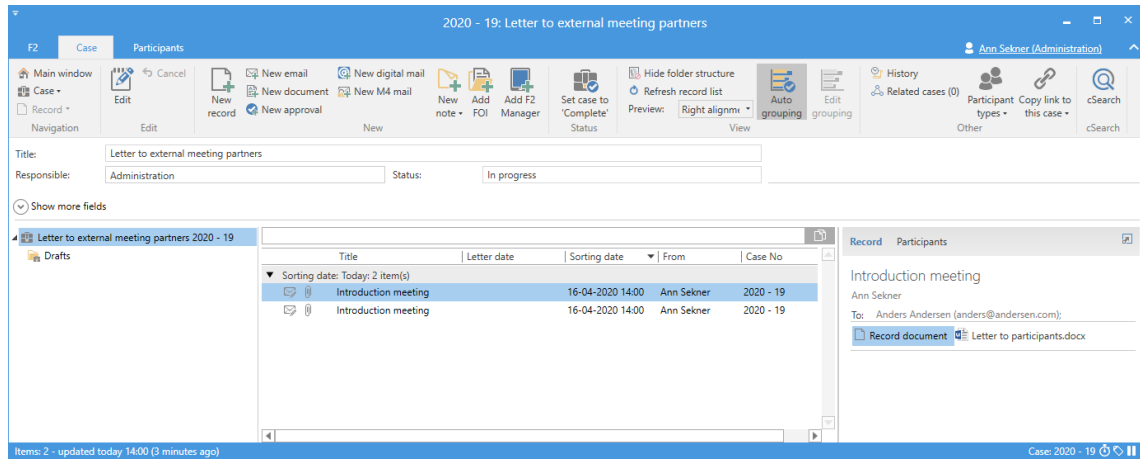 2020 - 19: Letter to external meeting partners
F2 Case Participants Ann Sekner (Administration)
Main window Cancel New email New digital mail Hide folder structure History
Case New document New M4 mail Refresh record list Related cases (0)
Record Edit New record New approval New note Add FOI Add F2 Manager Set case to 'Complete' Preview: Right alignme Auto grouping Edit grouping Participant types Copy link to this case cSearch
Navigation Edit New Status View Other cSearch
Title: Letter to external meeting partners
Responsible: Administration Status: In progress
Show more fields
Letter to external meeting partners 2020 - 19
Drafts
Title Letter date Sorting date From Case No
Sorting date: Today: 2 item(s)
Introduction meeting 16-04-2020 14:00 Ann Sekner 2020 - 19
Introduction meeting 16-04-2020 14:00 Ann Sekner 2020 - 19
Record Participants
Introduction meeting
Ann Sekner
To: Anders Andersen (anders@andersen.com);
Record document Letter to participants.docx
Items: 2 - updated today 14:00 (3 minutes ago) Case: 2020 - 19